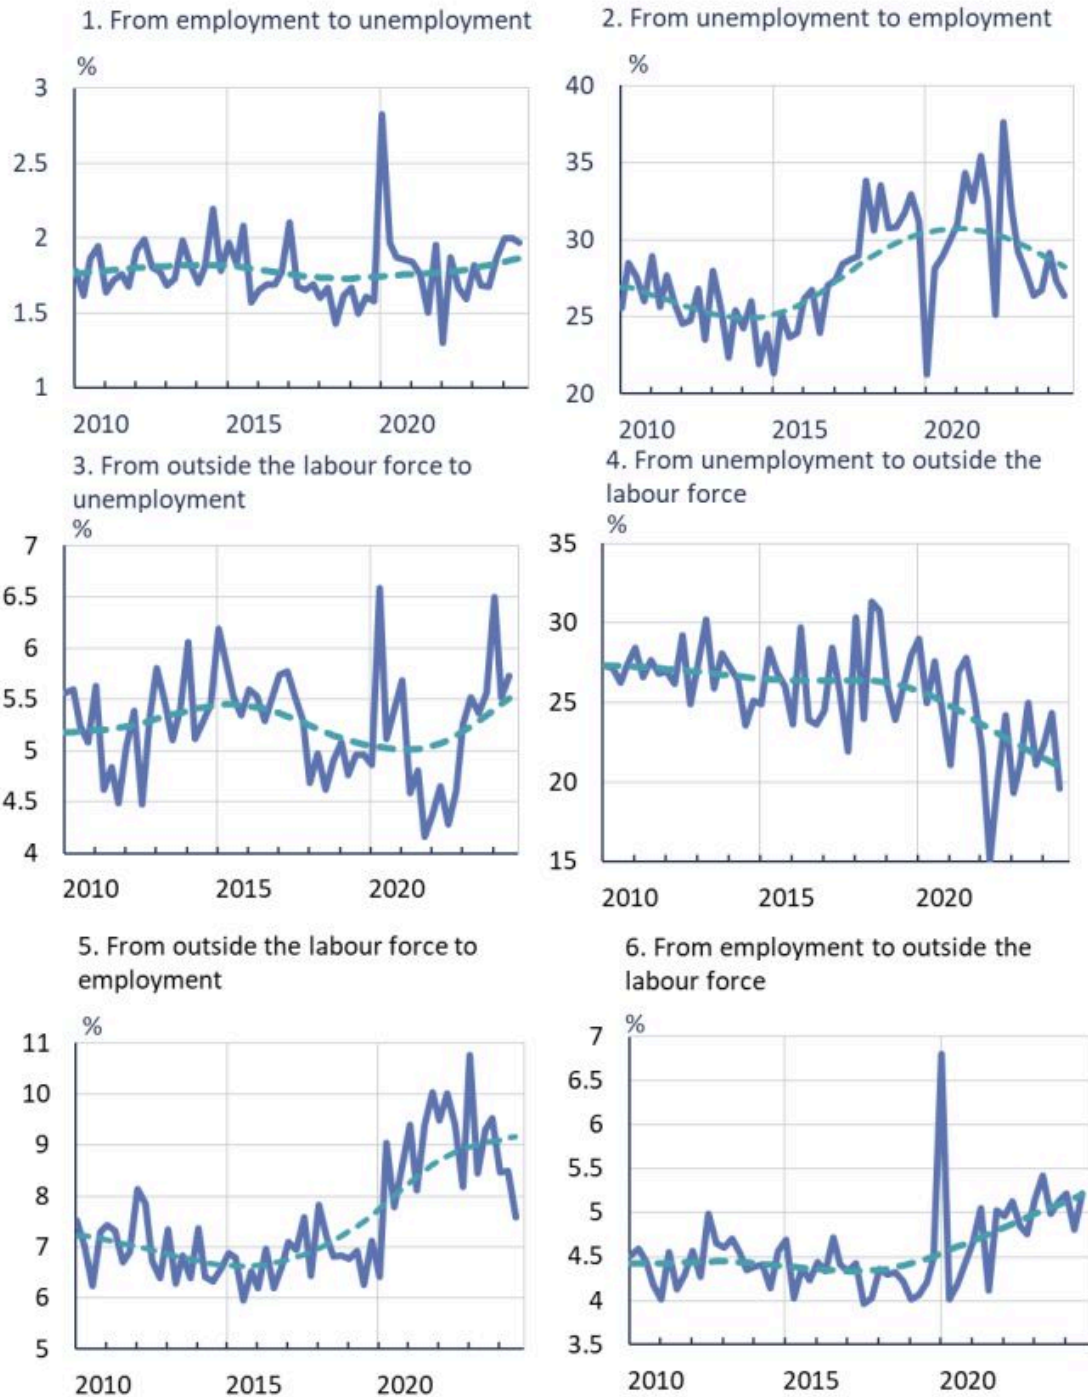 1. From employment to unemployment
%
3
2.5
2
1.5
1
2010 2015 2020
2. From unemployment to employment
%
40
35
30
25
20
2010 2015 2020
3. From outside the labour force to
unemployment
%
7
6.5
6
5.5
5
4.5
4
2010 2015 2020
4. From unemployment to outside the
labour force
%
35
30
25
20
15
2010 2015 2020
5. From outside the labour force to
employment
%
11
10
9
8
7
6
5
2010 2015 2020
6. From employment to outside the
labour force
%
7
6.5
6
5.5
5
4.5
4
3.5
2010 2015 2020